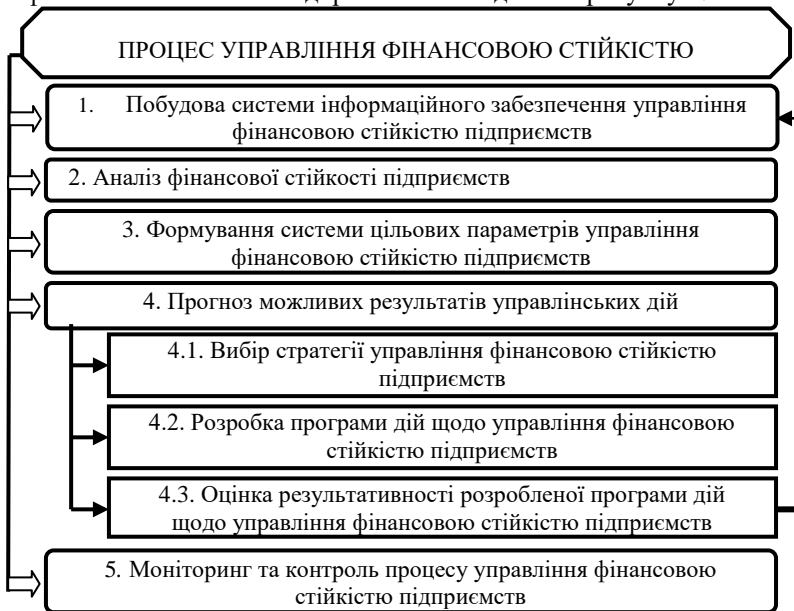 ПРОЦЕС УПРАВЛІННЯ ФІНАНСОВОЮ СТІЙКІСТЮ
1. Побудова системи інформаційного забезпечення управління
фінансовою стійкістю підприємств
2. Аналіз фінансової стійкості підприємств
3. Формування системи цільових параметрів управління
фінансовою стійкістю підприємств
4. Прогноз можливих результатів управлінських дій
4.1. Вибір стратегії управління фінансовою стійкістю
підприємств
4.2. Розробка програми дій щодо управління фінансовою
стійкістю підприємств
4.3. Оцінка результативності розробленої програми дій
щодо управління фінансовою стійкістю підприємств
5. Моніторинг та контроль процесу управління фінансовою
стійкістю підприємств